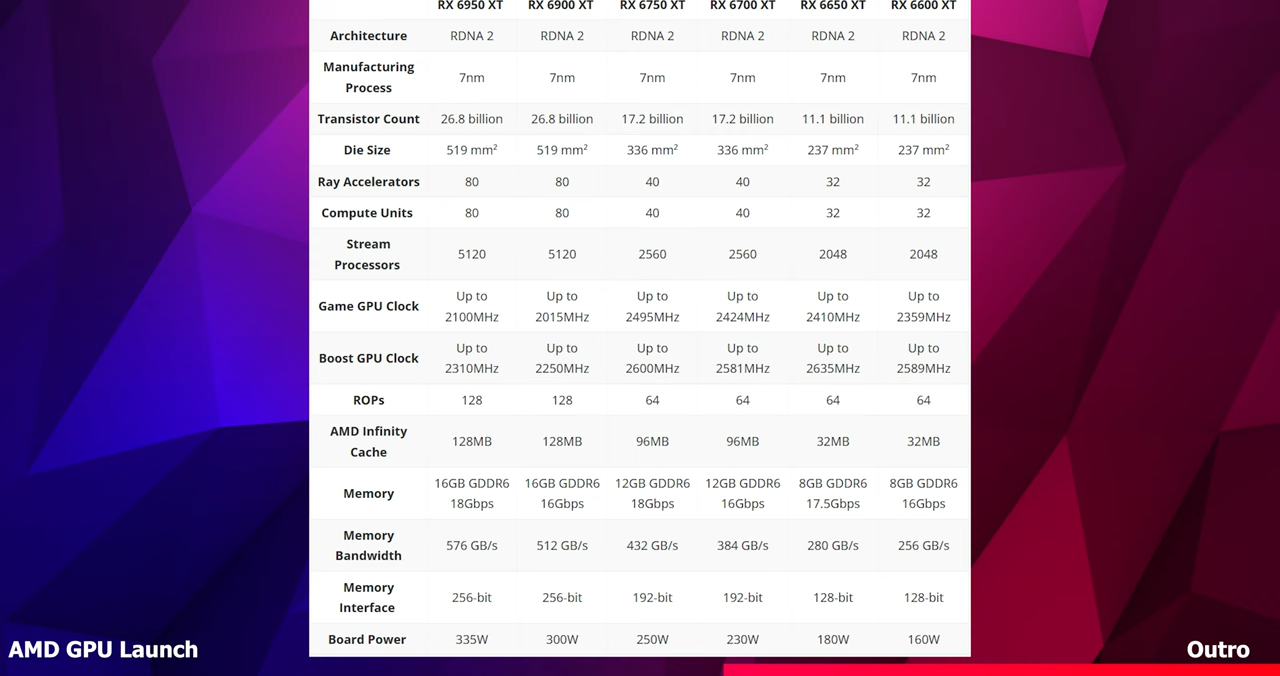 RX 6950 XT RX 6900 XT RX 6750 XT RX 6700 XT RX 6650 XT RX 6600 XT
Architecture RDNA 2 RDNA 2 RDNA 2 RDNA 2 RDNA 2 RDNA 2
Manufacturing
Process 7nm 7nm 7nm 7nm 7nm 7nm
Transistor Count 26.8 billion 26.8 billion 17.2 billion 17.2 billion 11.1 billion 11.1 billion
Die Size 519 mm² 519 mm² 336 mm² 336 mm² 237 mm² 237 mm²
Ray Accelerators 80 80 40 40 32 32
Compute Units 80 80 40 40 32 32
Stream
Processors 5120 5120 2560 2560 2048 2048
Game GPU Clock Up to Up to Up to Up to Up to Up to
2100MHz 2015MHz 2495MHz 2424MHz 2410MHz 2359MHz
Boost GPU Clock Up to Up to Up to Up to Up to Up to
2310MHz 2250MHz 2600MHz 2581MHz 2635MHz 2589MHz
ROPs 128 128 64 64 64 64
AMD Infinity
Cache 128MB 128MB 96MB 96MB 32MB 32MB
Memory 16GB GDDR6 16GB GDDR6 12GB GDDR6 12GB GDDR6 8GB GDDR6 8GB GDDR6
18Gbps 16Gbps 18Gbps 16Gbps 17.5Gbps 16Gbps
Memory
Bandwidth 576 GB/s 512 GB/s 432 GB/s 384 GB/s 280 GB/s 256 GB/s
Memory
Interface 256-bit 256-bit 192-bit 192-bit 128-bit 128-bit
Board Power 335W 300W 250W 230W 180W 160W
AMD GPU Launch
Outro